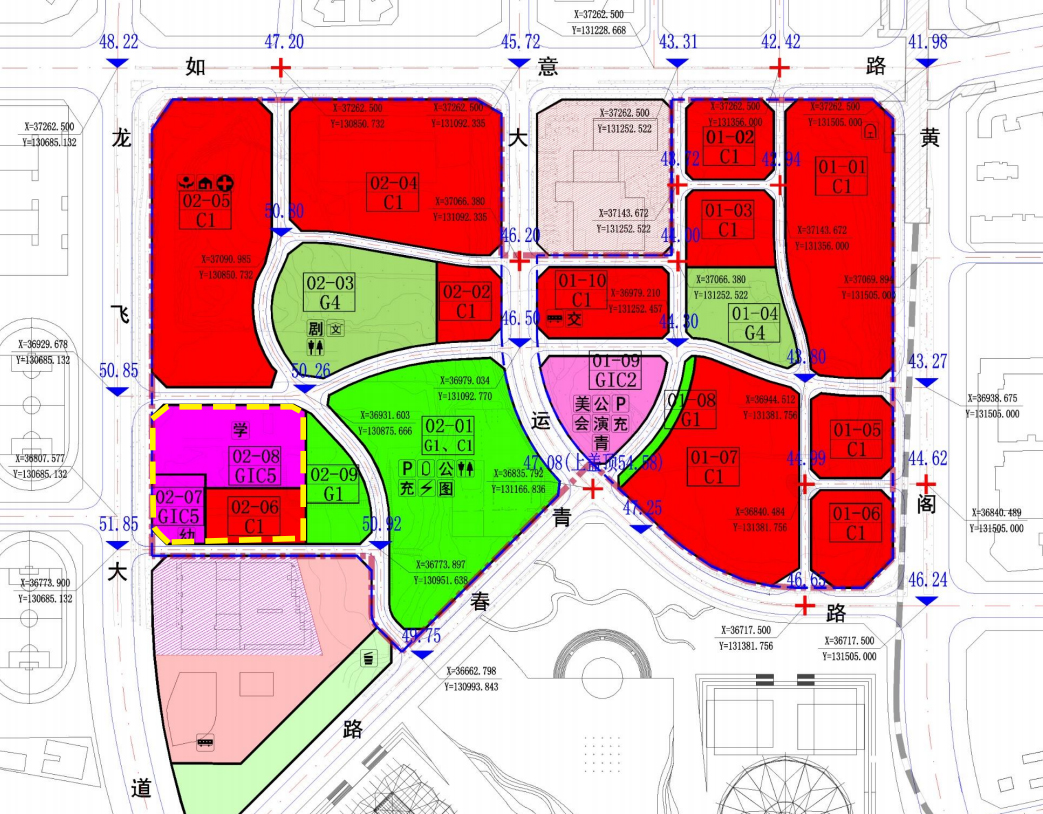 X=37262.500
Y=131228.668
48.22
47.20
45.72
43.31
42.42
41.98
如
意
路
X=37262.500
Y=130685.132
龙
X=37262.500
Y=130850.732
X=37262.500
Y=131092.335
大
X=37262.500
Y=131252.522
X=37262.500
Y=131356.000
X=37262.500
Y=131505.000
黄
01-02
C1
01-01
C1
43.72
42.94
02-05
C1
02-04
C1
X=37066.380
Y=131092.335
X=37143.672
Y=131252.522
01-03
C1
X=37143.672
Y=131356.000
50.80
46.20
44.00
X=37090.985
Y=130850.732
02-03
G4
剧
文
02-02
C1
01-10
C1
X=36979.210
Y=131252.457
交
X=37066.380
Y=131252.522
01-04
G4
X=37069.894
Y=131505.000
飞
46.50
44.30
X=36929.678
Y=130685.132
50.85
50.26
43.80
43.27
01-09
GIC2
X=36979.034
Y=131092.770
X=36931.603
Y=130875.666
美 公 P
会 演 充
青
01-08
G1
X=36944.512
Y=131381.756
X=36938.675
Y=131505.000
02-01
G1、C1
运
学
02-08
GIC5
02-09
G1
P
公
充
图
01-05
C1
X=36807.577
Y=130685.132
47.08(上盖顶54.58)
X=36835.792
Y=131166.836
01-07
C1
44.99
44.62
02-07
GIC5
02-06
C1
幼
X=36840.484
Y=131381.756
01-06
C1
阁
X=36840.489
Y=131505.000
51.85
50.92
青
47.25
大
X=36773.900
Y=130685.132
X=36773.897
Y=130951.638
46.65
46.24
春
路
49.75
X=36717.500
Y=131381.756
X=36717.500
Y=131505.000
X=36662.798
Y=130993.843
路
道